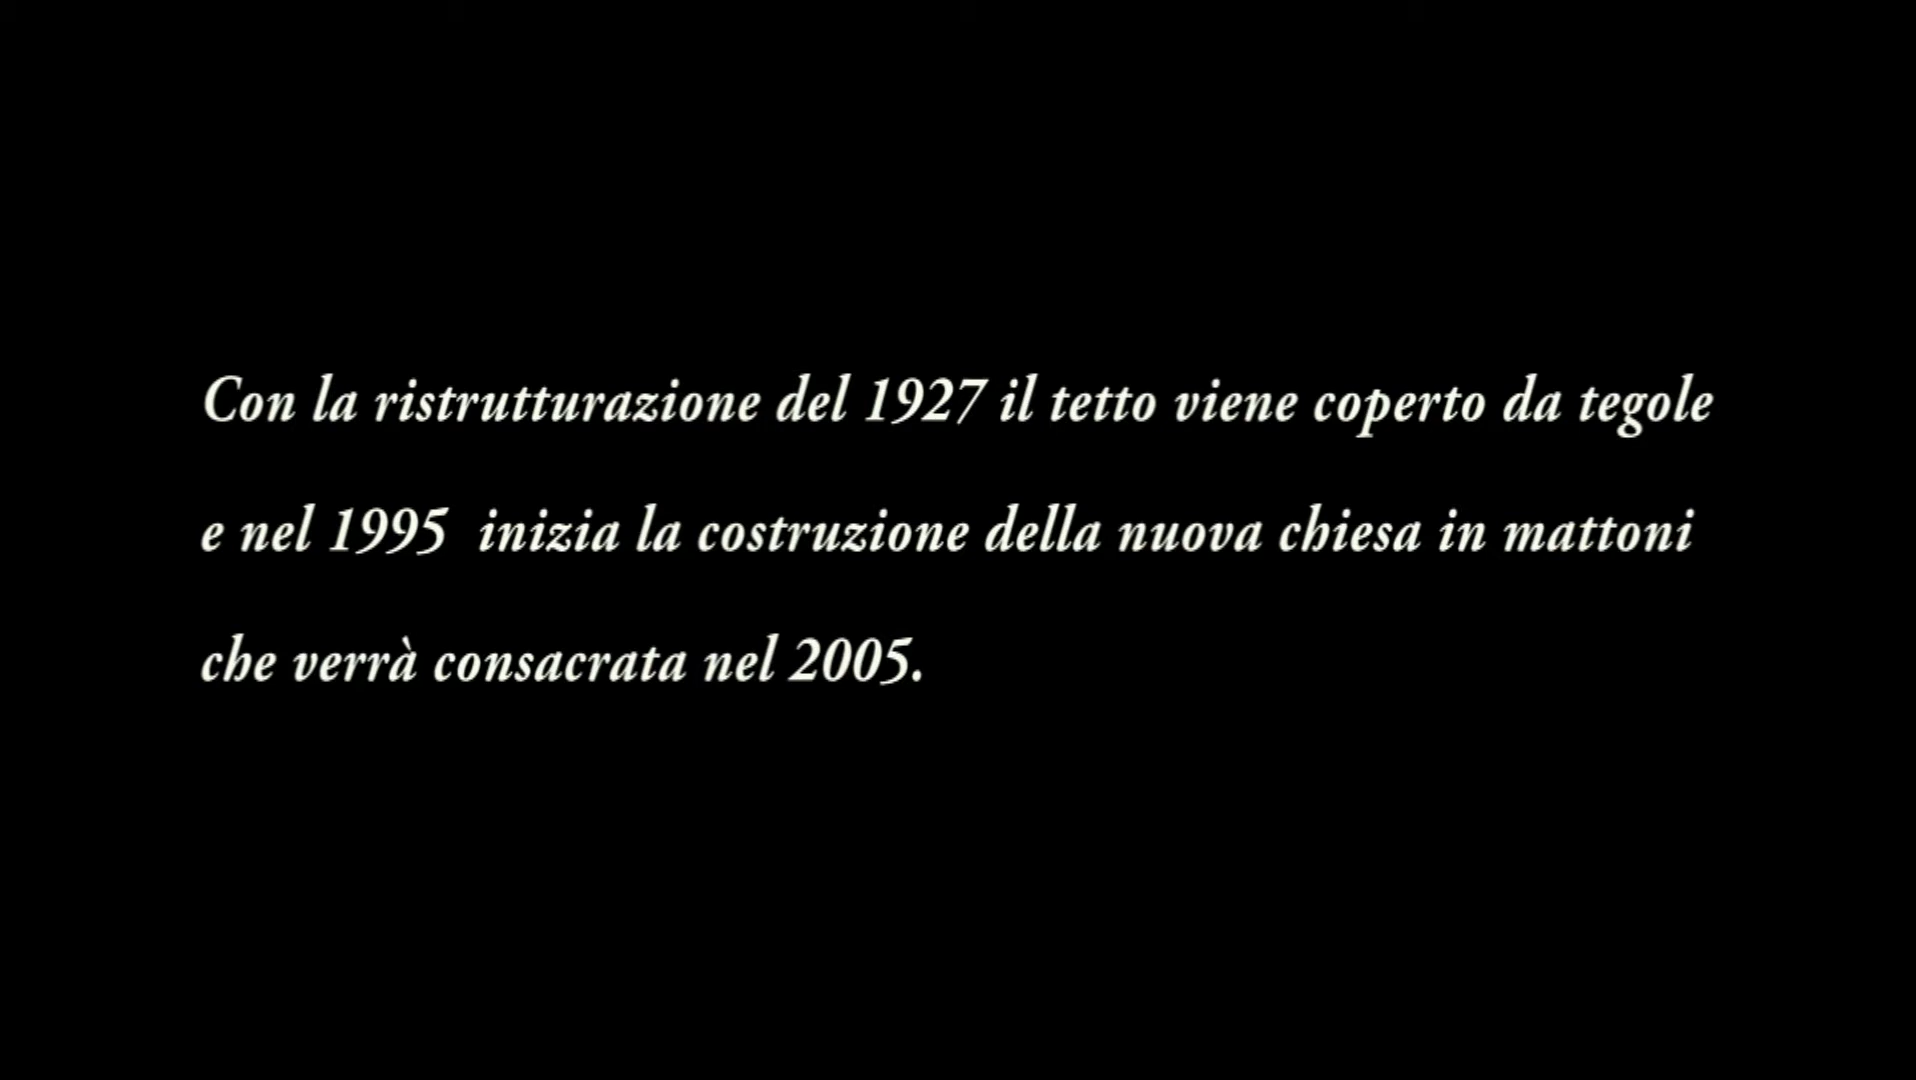 Con la ristrutturazione del 1927 il tetto viene coperto da tegole
e nel 1995  inizia la costruzione della nuova chiesa in mattoni
che verrà consacrata nel 2005.